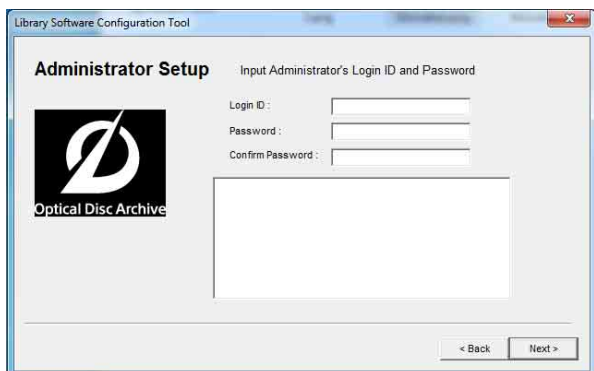 Library Software Configuration Tool
Administrator Setup
Input Administrator's Login ID and Password
Login ID :
Password :
Confirm Password :
Optical Disc Archive
< Back
Next >